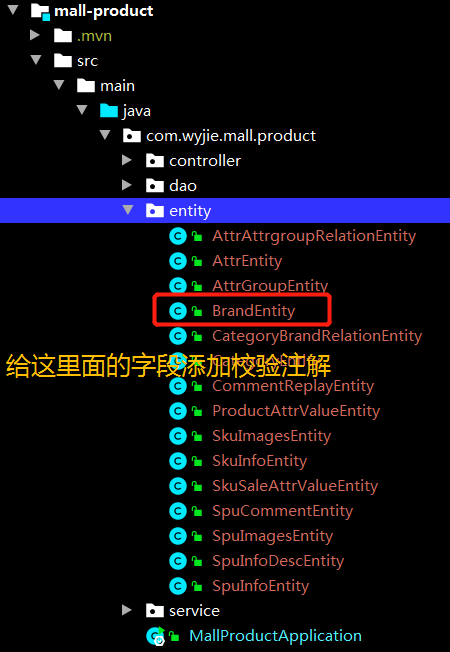 mall-product
.mvn
src
main
java
com.wyjie.mall.product
controller
dao
entity
AttrAttrgroupRelationEntity
AttrEntity
AttrGroupEntity
BrandEntity
CategoryBrandRelationEntity
给这里面的字段添加校验注解
CommentReplayEntity
ProductAttrValueEntity
SkuImagesEntity
SkuInfoEntity
SkuSaleAttrValueEntity
SpuCommentEntity
SpuImagesEntity
SpuInfoDescEntity
SpuInfoEntity
service
MallProductApplication